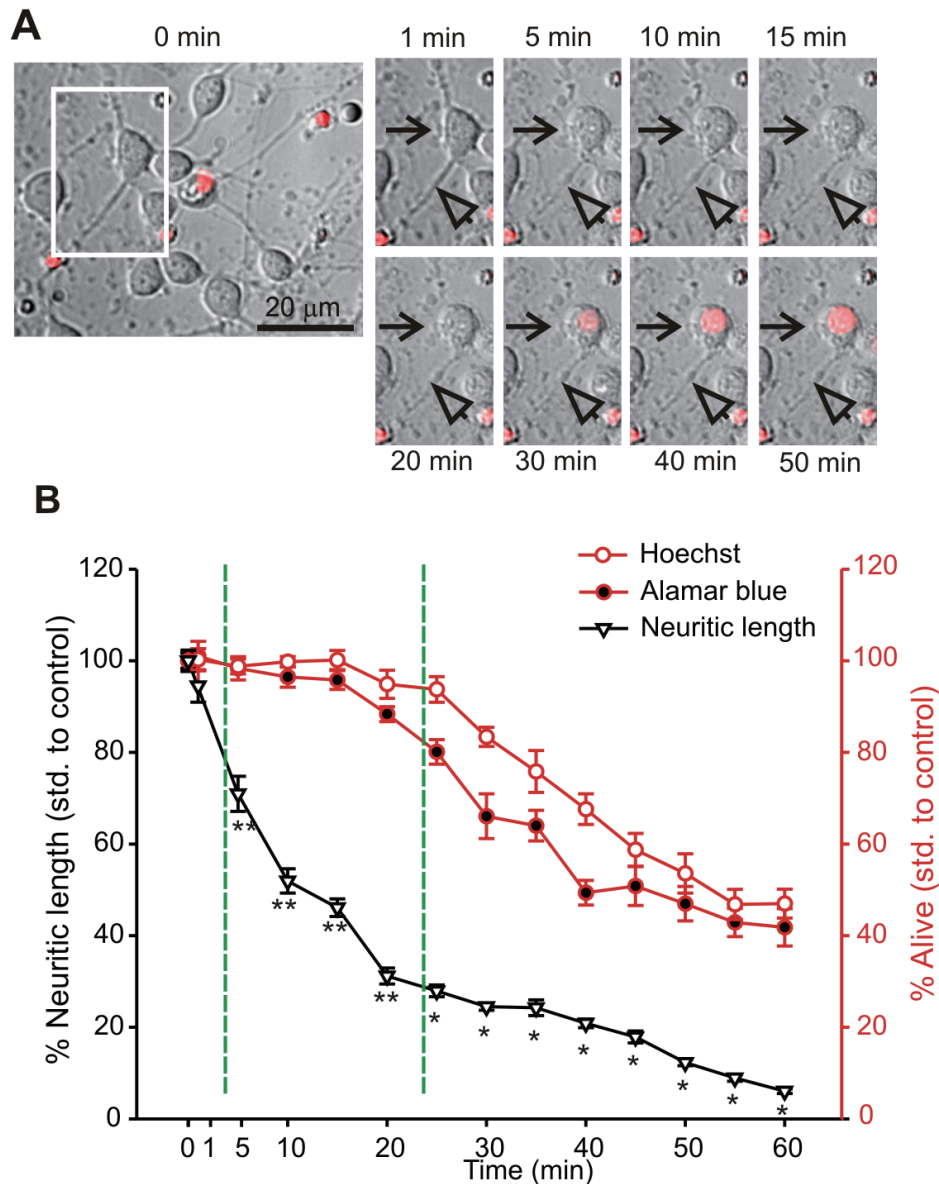 A
0 min
1 min 5 min 10 min 15 min
20 μm
20 min 30 min 40 min 50 min
B
Hoechst
Alamar blue
Neuritic length
% Neuritic length (std. to control)
120
100
80
60
40
20
0
** ** ** ** * * * * * * * *
120
100
80
60
40
20
0
% Alive (std. to control)
0 1 5 10 20 30 40 50 60
Time (min)